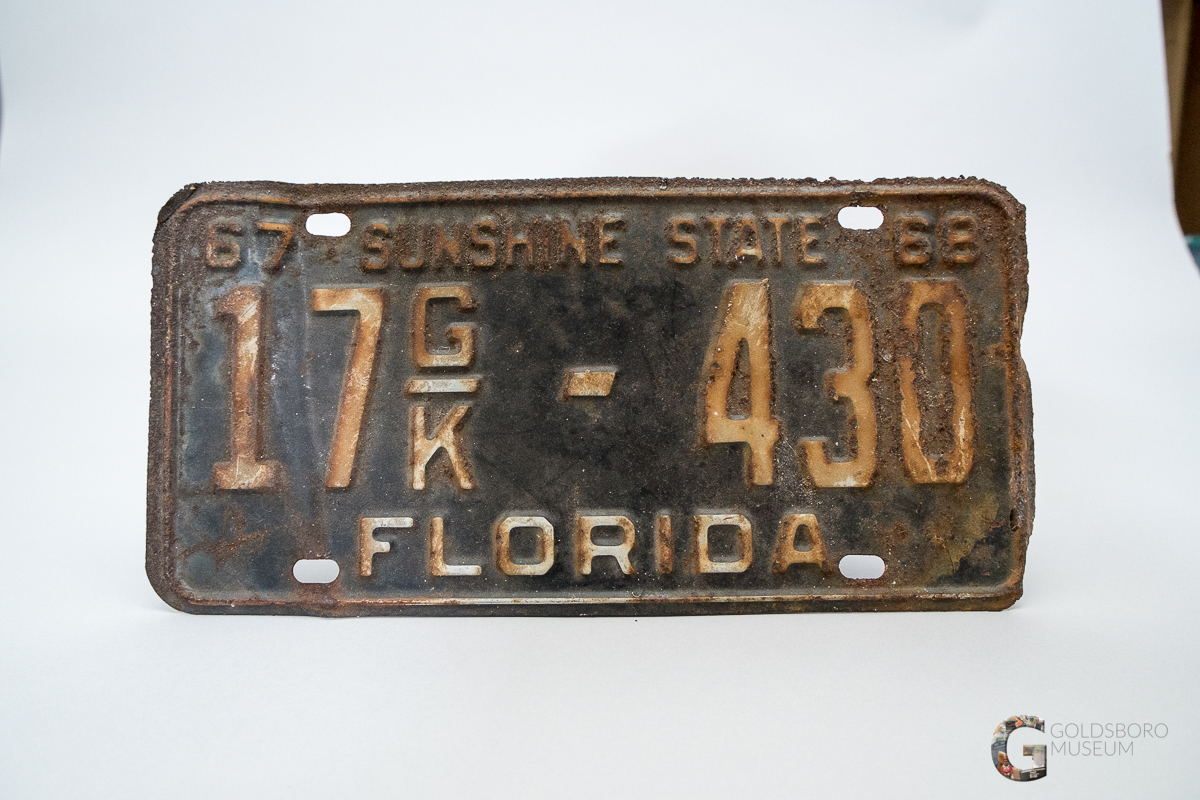 67 SUNSHINE STATE 68
17 G/K - 430
FLORIDA
G GOLDSBORO
MUSEUM